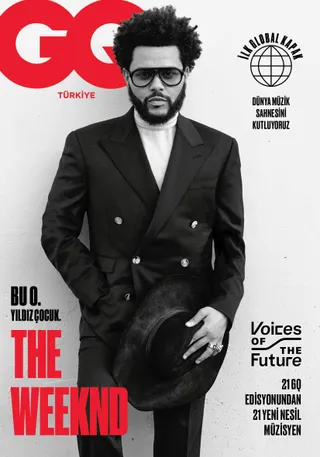 GQ
TÜRKİYE
İLK GLOBAL KAPAK
DÜNYA MÜZİK
SAHNESİNİ
KUTLUYORUZ
BU O.
YILDIZ ÇOCUK.
THE
WEEKND
Voices
OF
THE
Future
21 GQ
EDİSYONUNDAN
21 YENİ NESİL
MÜZİSYEN